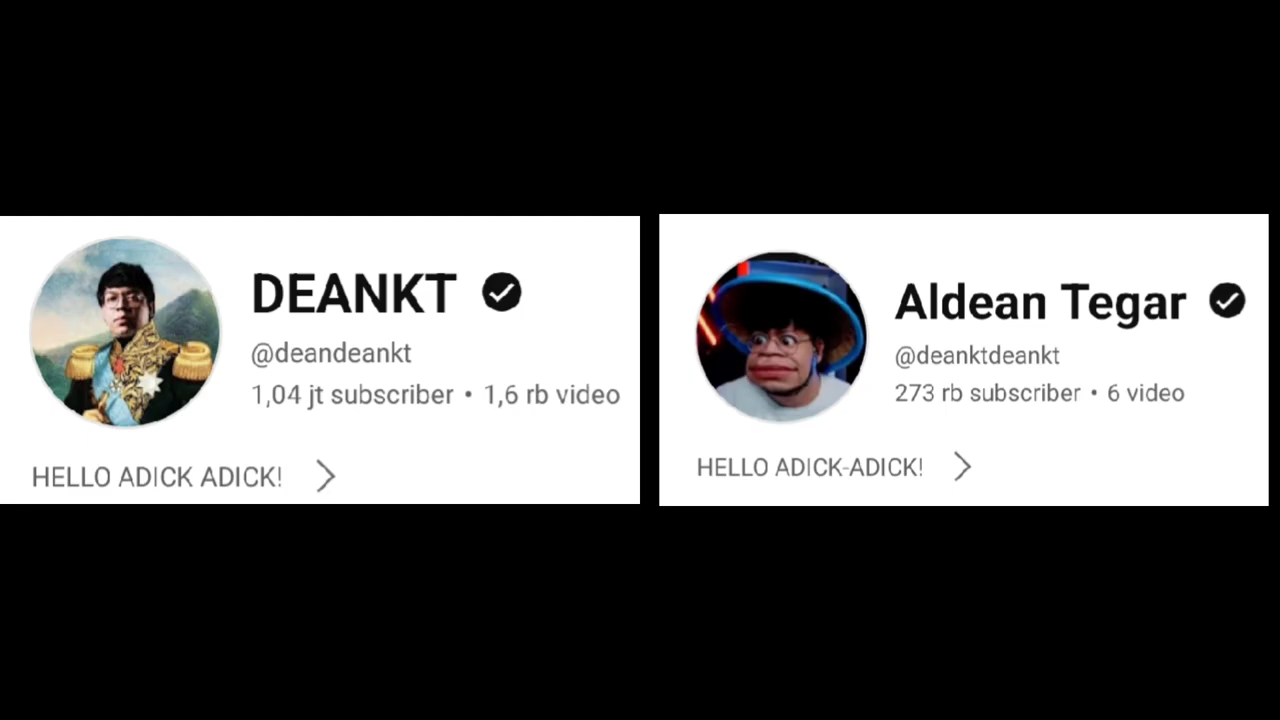 DEANKT
@deandeankt
1,04 jt subscriber • 1,6 rb video
HELLO ADICK ADICK!
Aldean Tegar
@deanktdeankt
273 rb subscriber • 6 video
HELLO ADICK-ADICK!